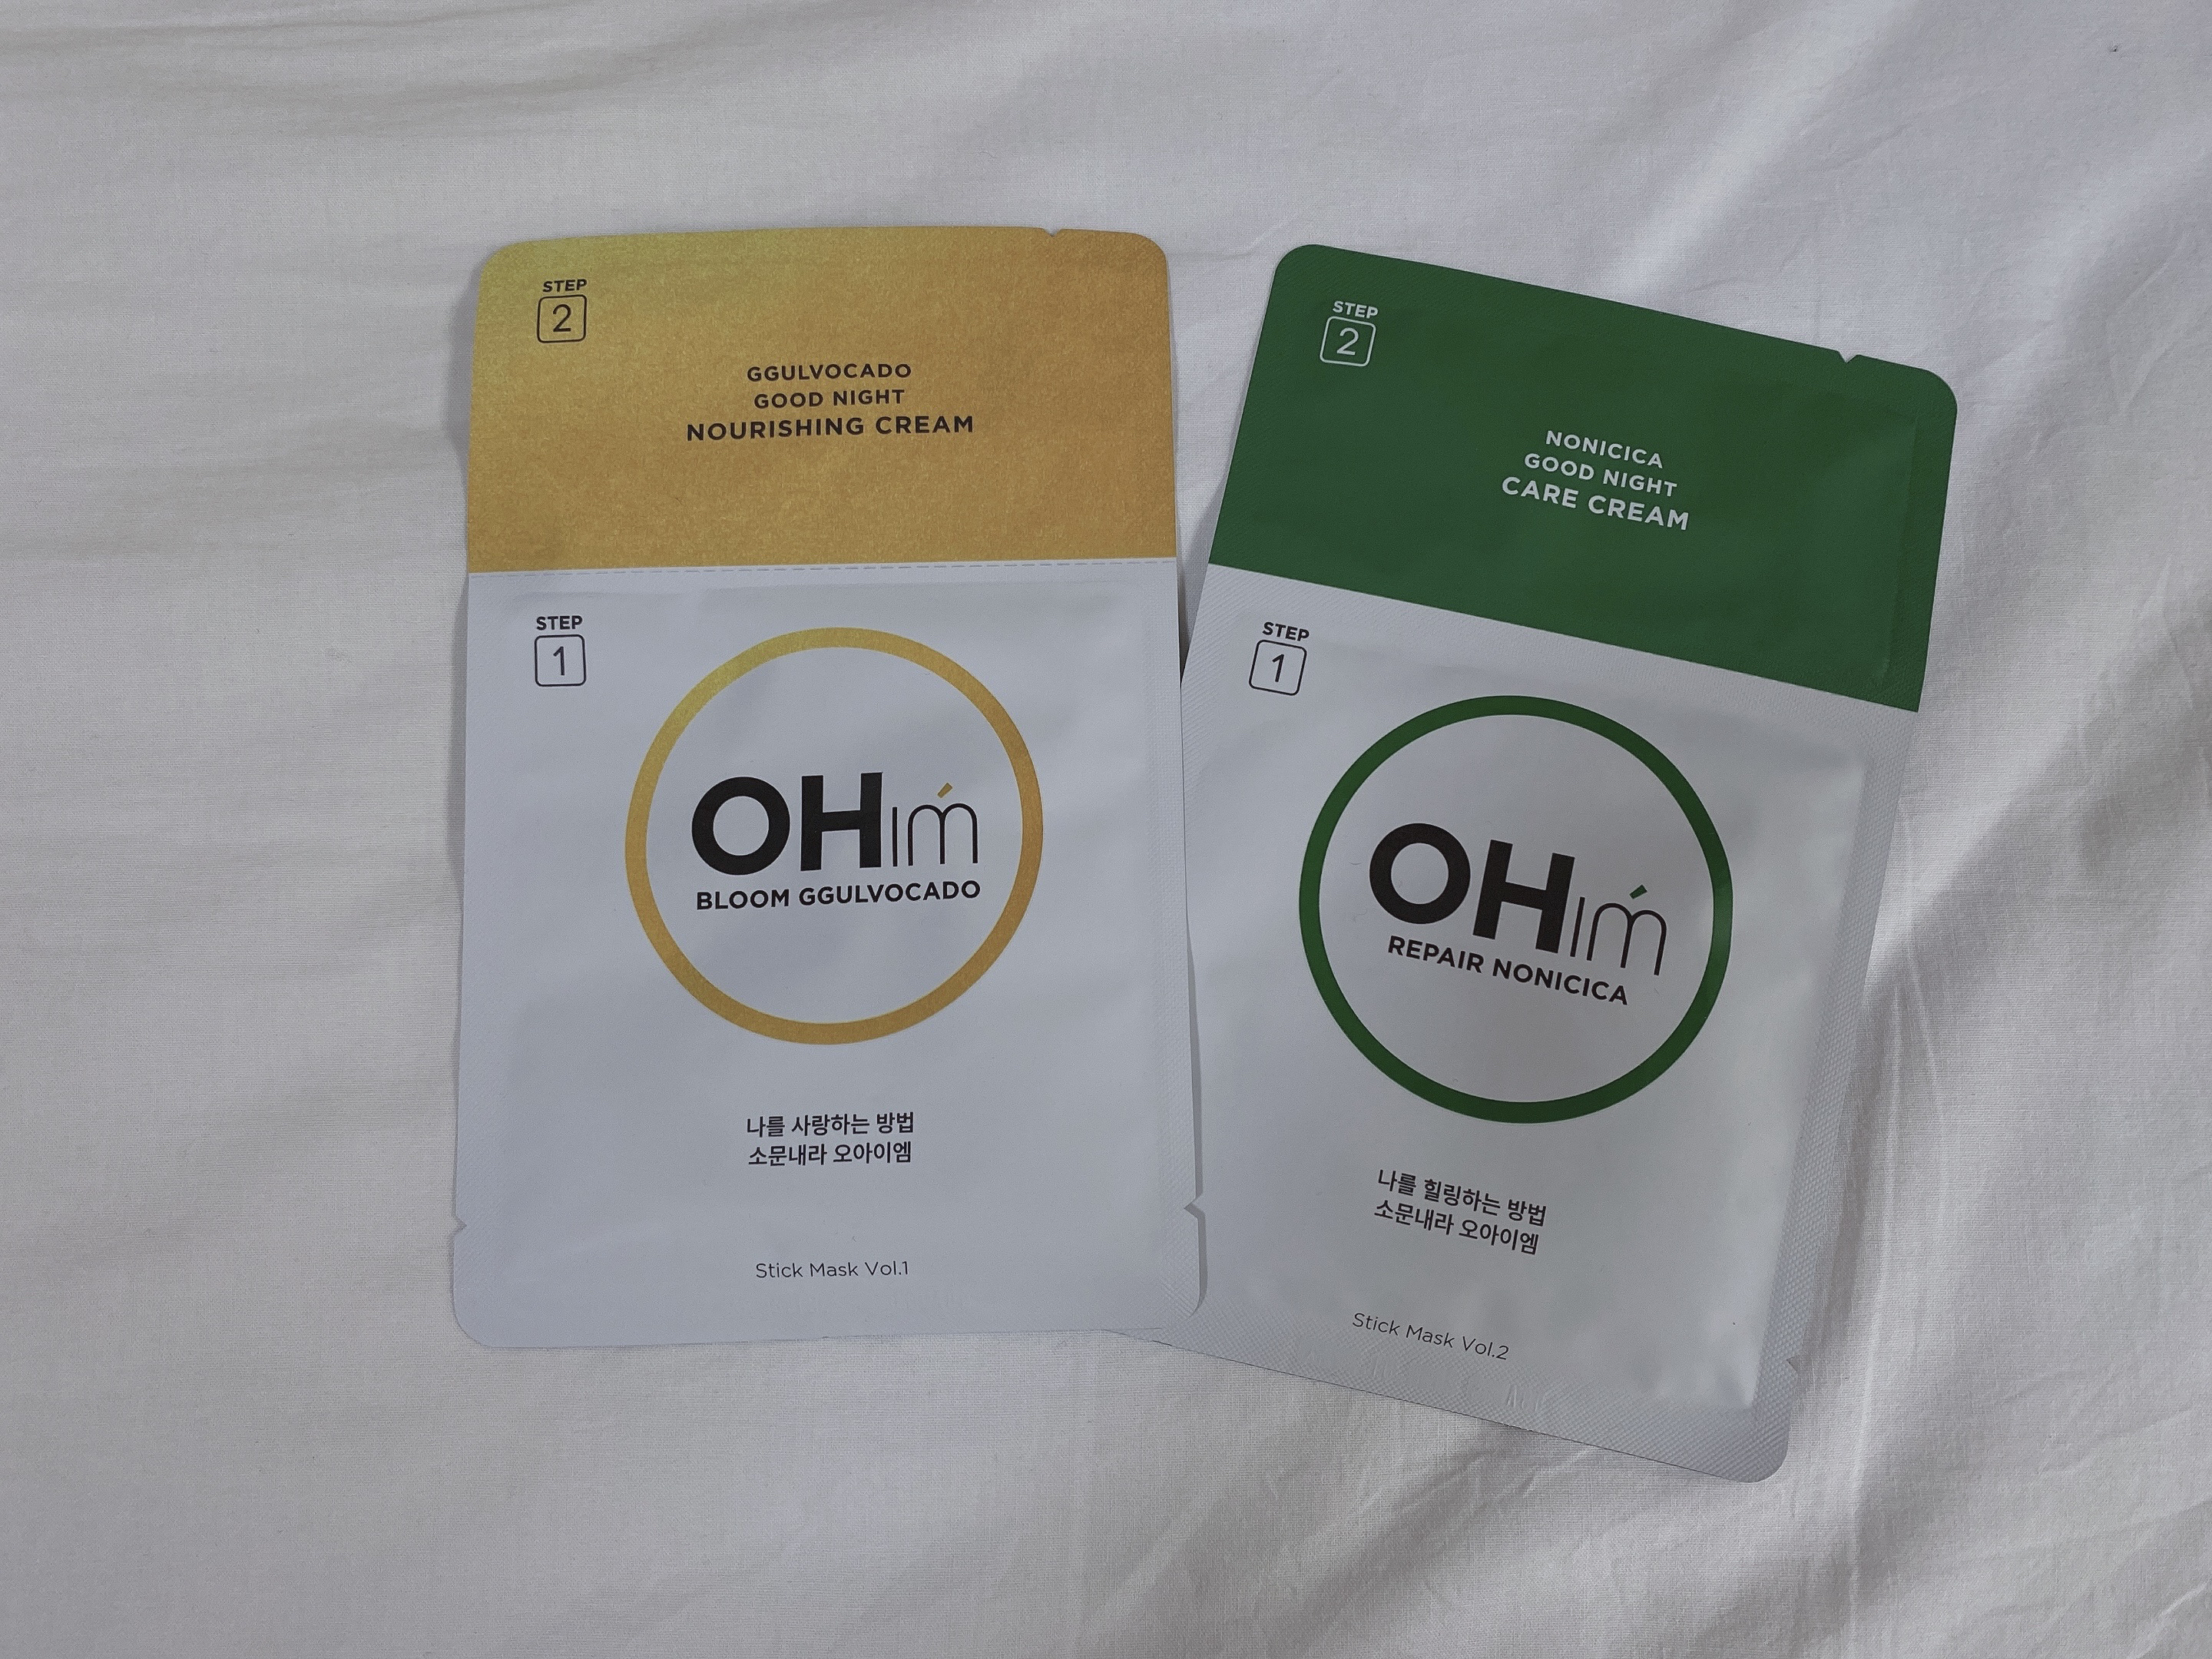 STEP
2
GGULVOCADO
GOOD NIGHT
NOURISHING CREAM
STEP
1
OHIḿ
BLOOM GGULVOCADO
나를 사랑하는 방법
소문내라 오아이엠
Stick Mask Vol.1
STEP
2
NONICICA
GOOD NIGHT
CARE CREAM
STEP
1
OHIḿ
REPAIR NONICICA
나를 힐링하는 방법
소문내라 오아이엠
Stick Mask Vol.2